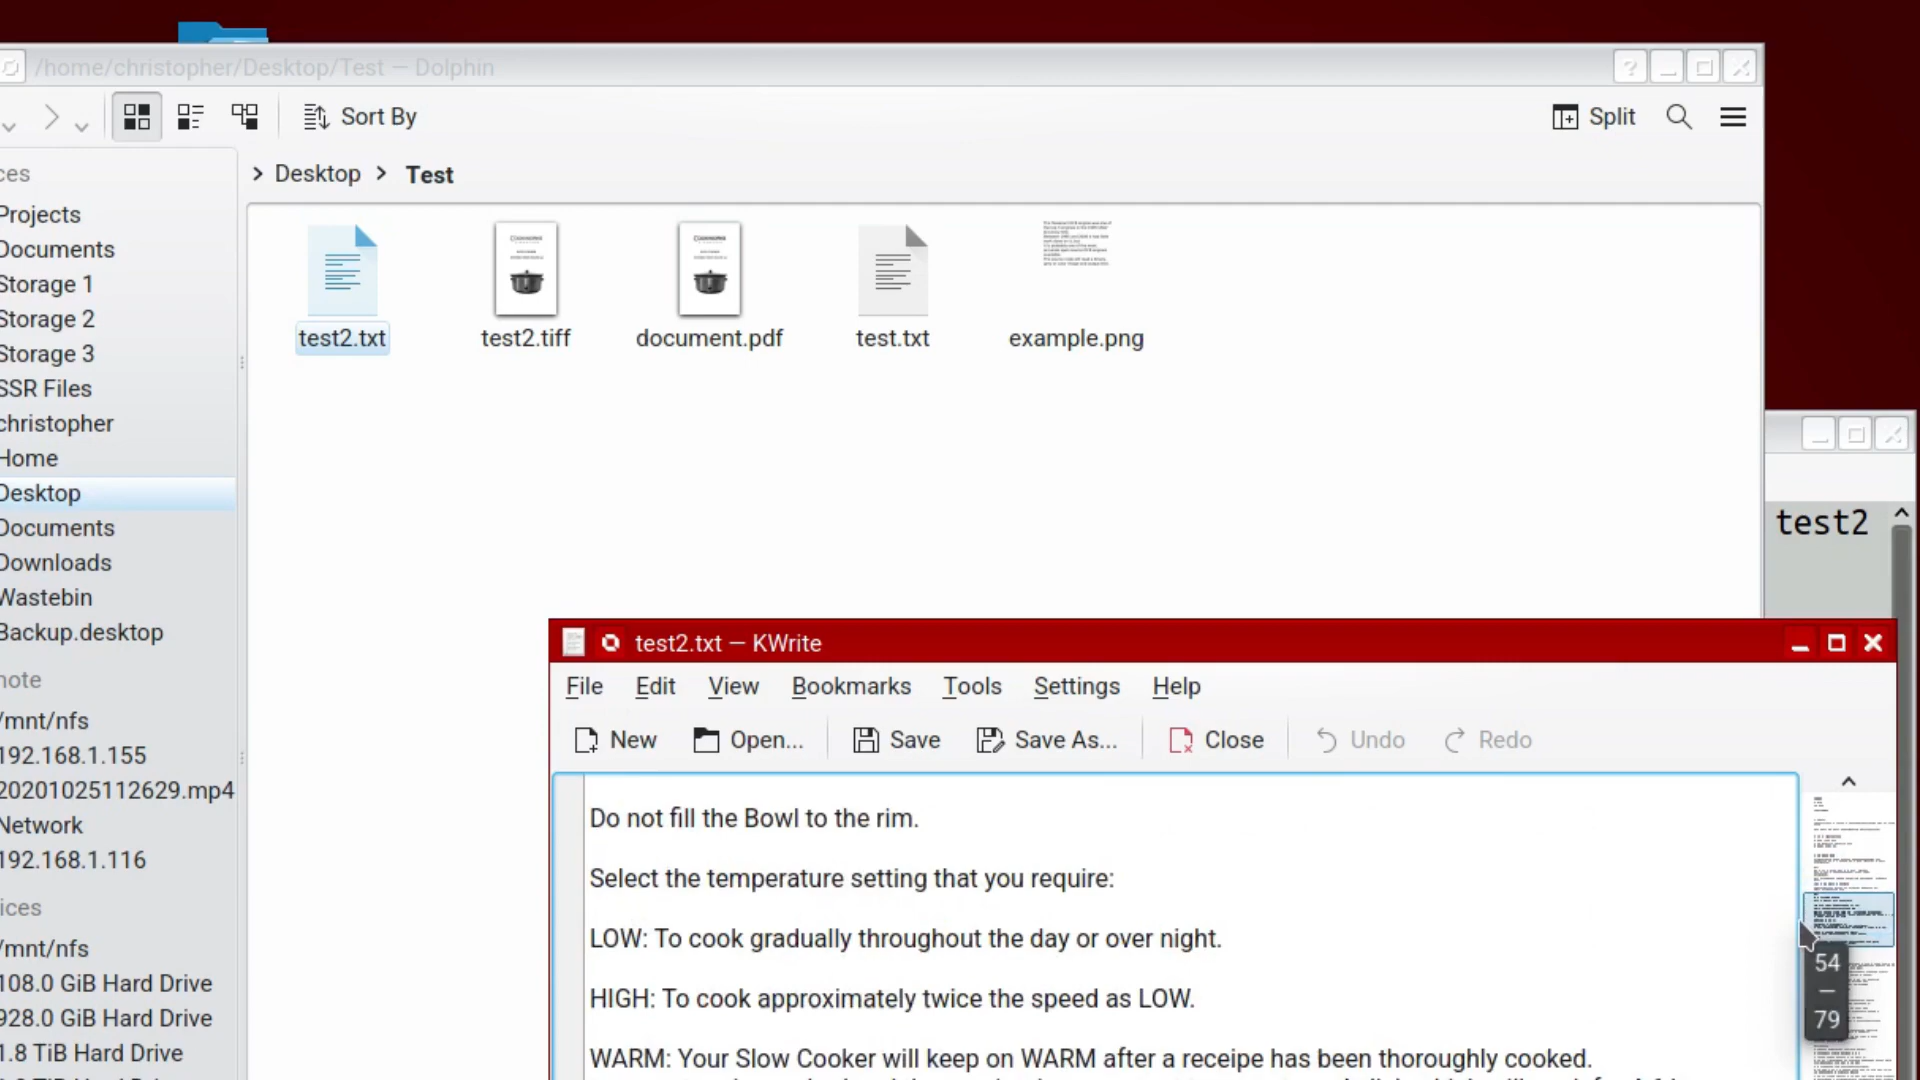 /home/christopher/Desktop/Test — Dolphin
Sort By
Split
Desktop
Test
ces
Projects
Documents
Storage 1
Storage 2
Storage 3
SSR Files
christopher
Home
Desktop
Documents
Downloads
Wastebin
Backup.desktop
note
/mnt/nfs
192.168.1.155
20201025112629.mp4
Network
192.168.1.116
ices
/mnt/nfs
108.0 GiB Hard Drive
928.0 GiB Hard Drive
1.8 TiB Hard Drive
test2.txt
test2.tiff
document.pdf
test.txt
example.png
test2
test2.txt — KWrite
File Edit View Bookmarks Tools Settings Help
New Open... Save Save As... Close Undo Redo
Do not fill the Bowl to the rim.
Select the temperature setting that you require:
LOW: To cook gradually throughout the day or over night.
HIGH: To cook approximately twice the speed as LOW.
WARM: Your Slow Cooker will keep on WARM after a receipe has been thoroughly cooked.
54
—
79